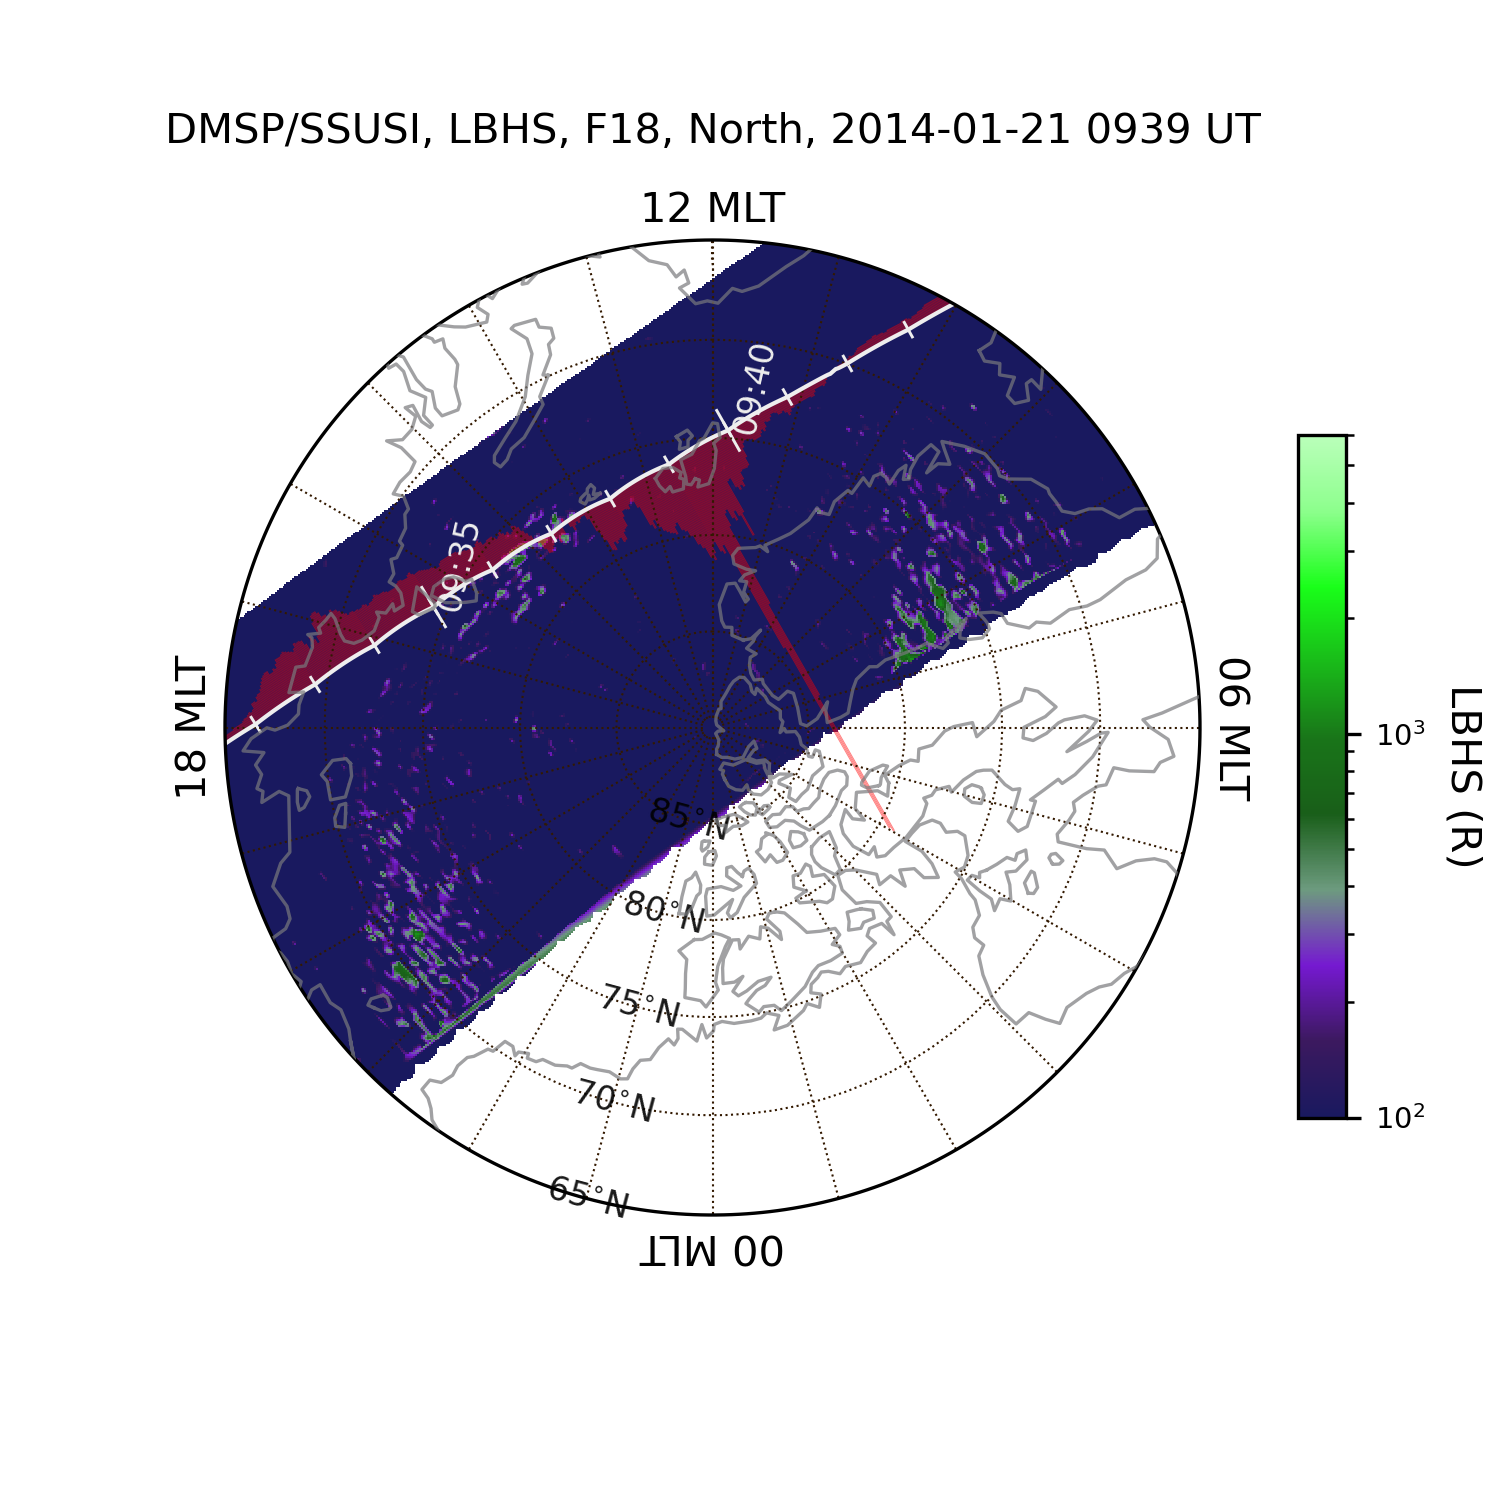 DMSP/SSUSI, LBHS, F18, North, 2014-01-21 0939 UT
12 MLT
09:40
09:35
18 MLT
06 MLT
85°N
80°N
75°N
70°N
65°N
00 MLT
10³
10²
LBHS (R)